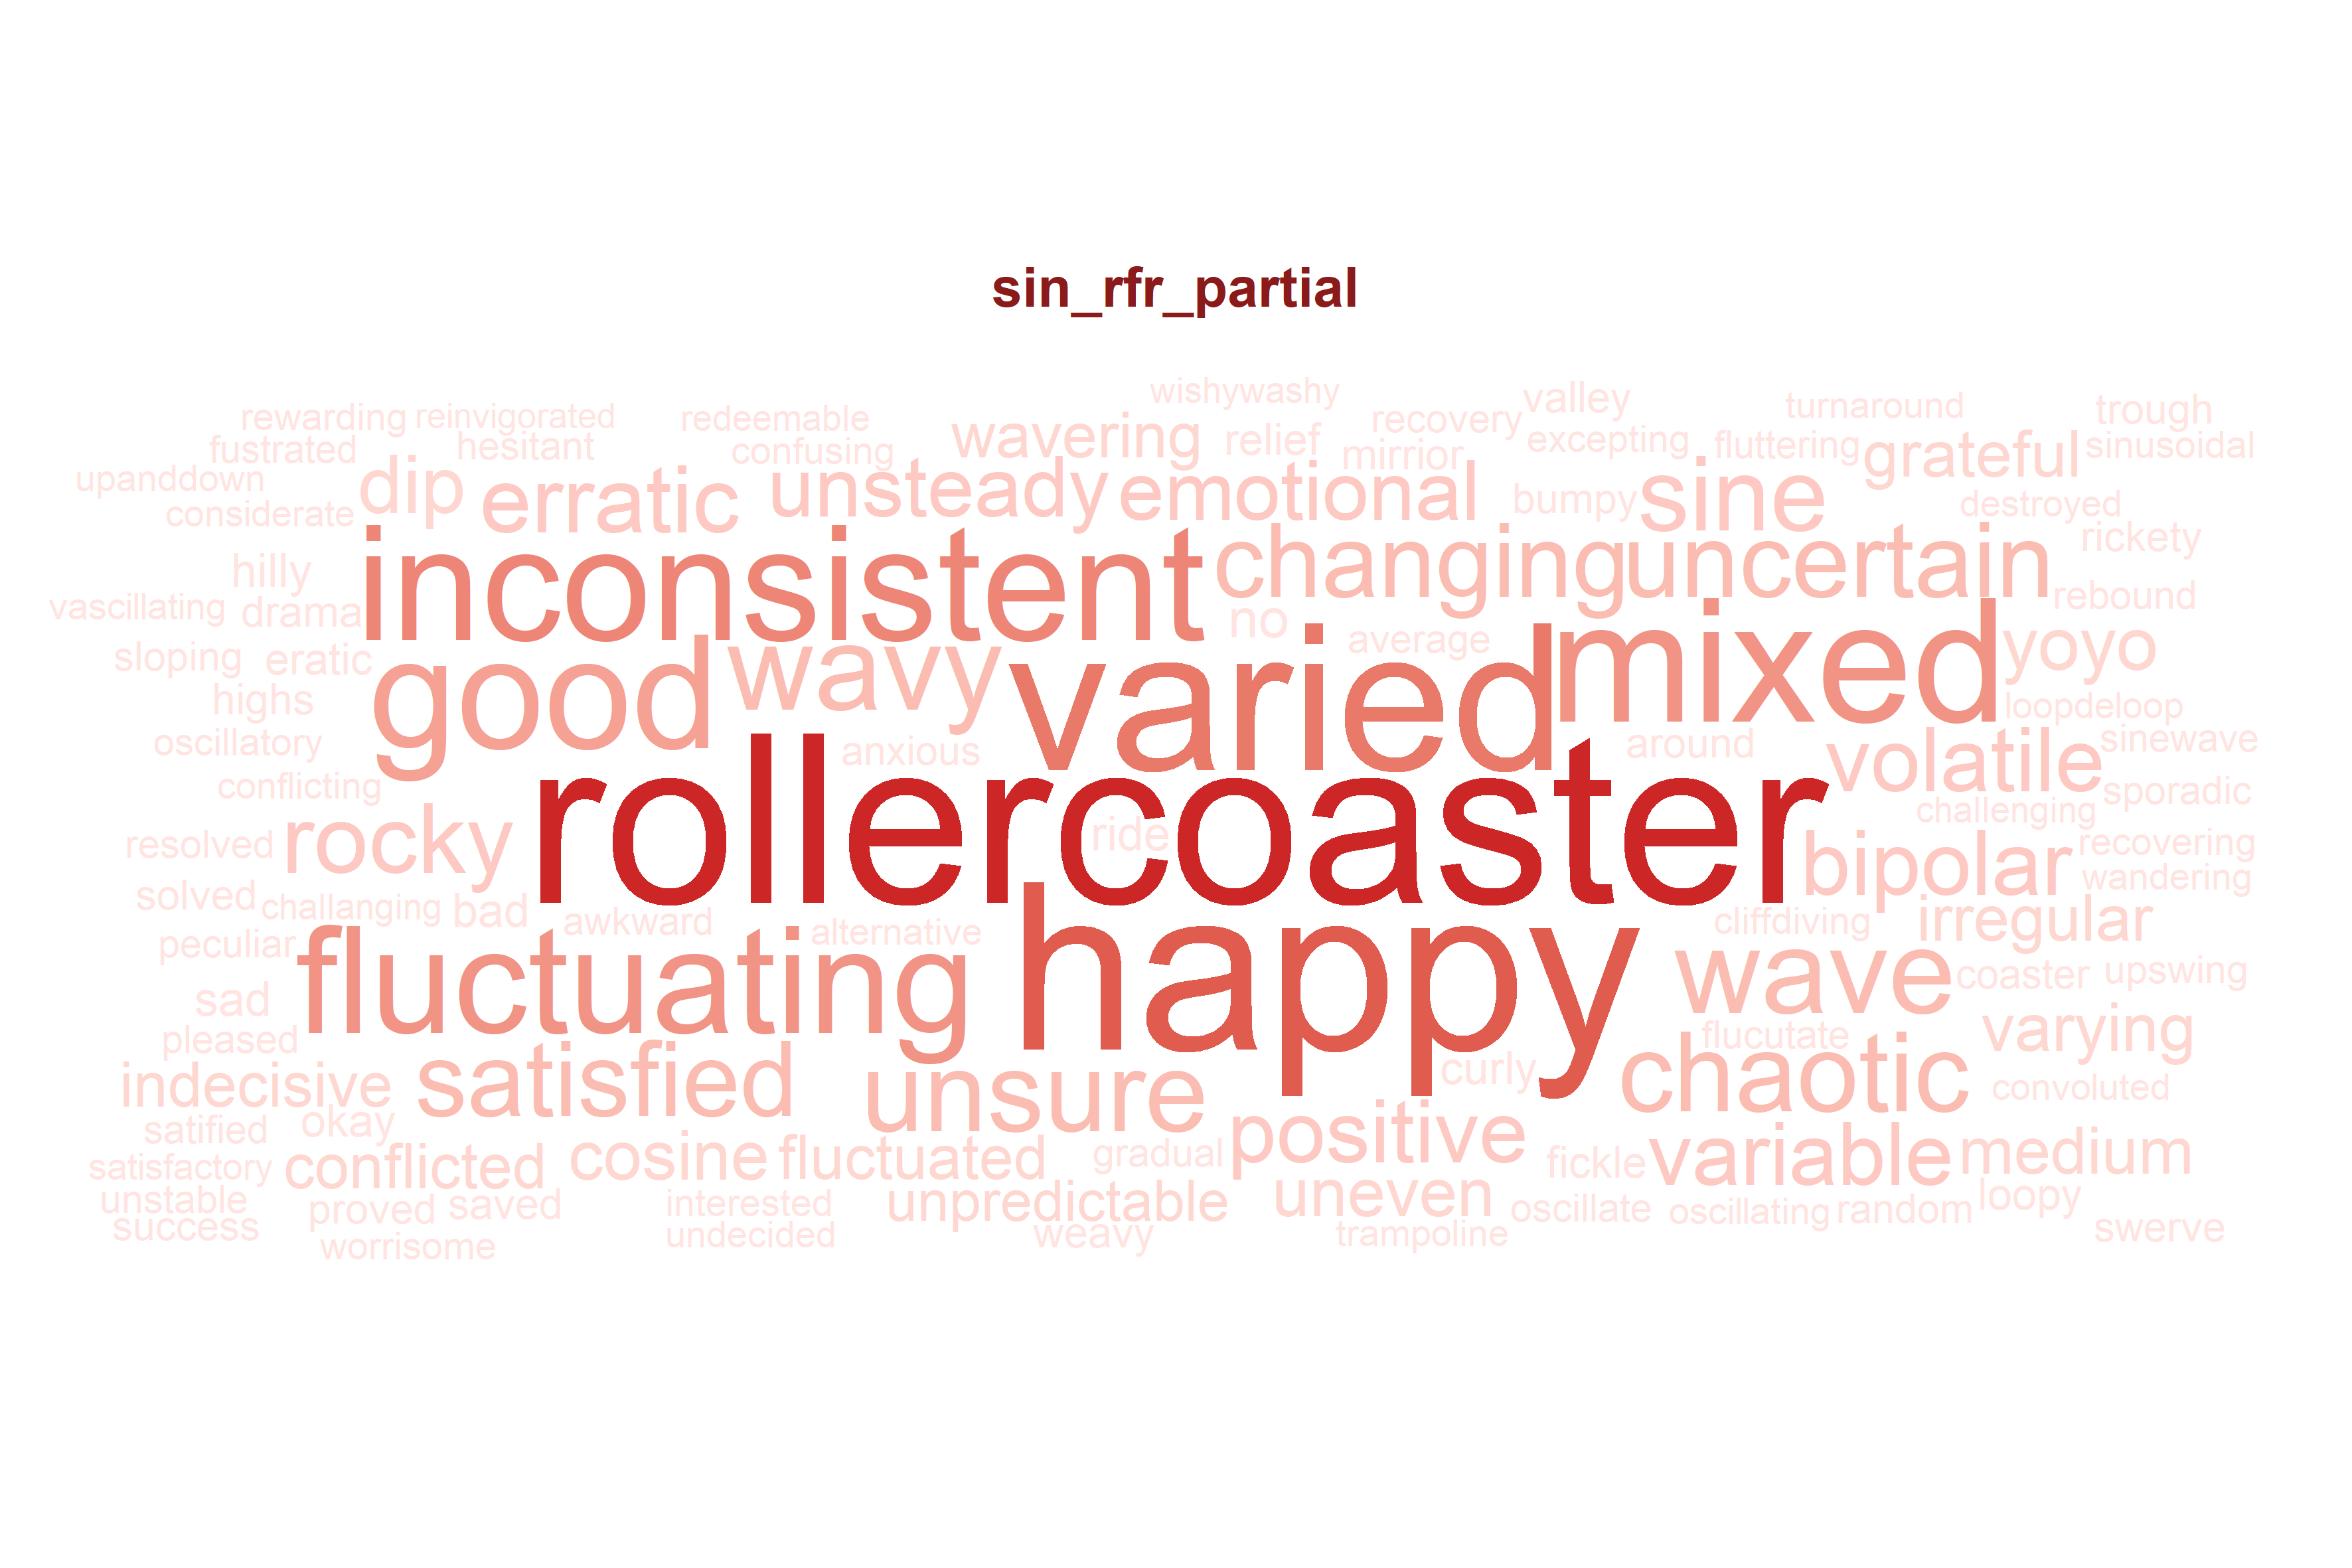 sin_rfr_partial
wishywashy
rewarding reinvigorated redeemable recovery valley turnaround trough
fustrated hesitant confusing wavering relief mirrior excepting fluttering grateful sinusoidal
upanddown dip erratic unsteady emotional bumpy sine destroyed
considerate rickety
hilly inconsistent changing uncertain rebound
vascillating drama no
sloping eratic good wavy varied average mixed yoyo
highs loopdeloop
oscillatory anxious around volatile sinewave
conflicting sporadic
challenging
resolved rocky rollercoaster ride bipolar recovering
solved challanging bad awkward alternative cliffdiving irregular wandering
peculiar
sad fluctuating happy wave coaster upswing
pleased flucutate varying
indecisive satisfied unsure curly chaotic convoluted
satified okay positive
satisfactory conflicted cosine fluctuated gradual fickle variable medium
unstable proved saved interested unpredictable uneven oscillate oscillating random loopy
success undecided weavy trampoline swerve
worrisome